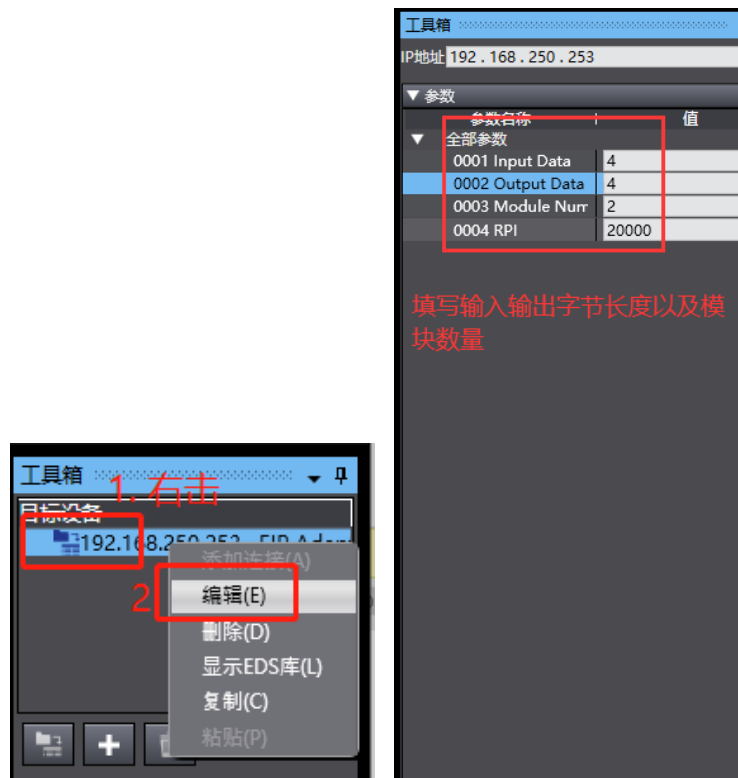 工具箱
IP地址 192 . 168 . 250 . 253
参数
参数名称 值
全部参数
0001 Input Data 4
0002 Output Data 4
0003 Module Num 2
0004 RPI 20000
填写输入输出字节长度以及模
块数量
工具箱
1. 右击
目标设备
192.168.250.253
添加连接(A)
2
编辑(E)
删除(D)
显示EDS库(L)
复制(C)
粘贴(P)